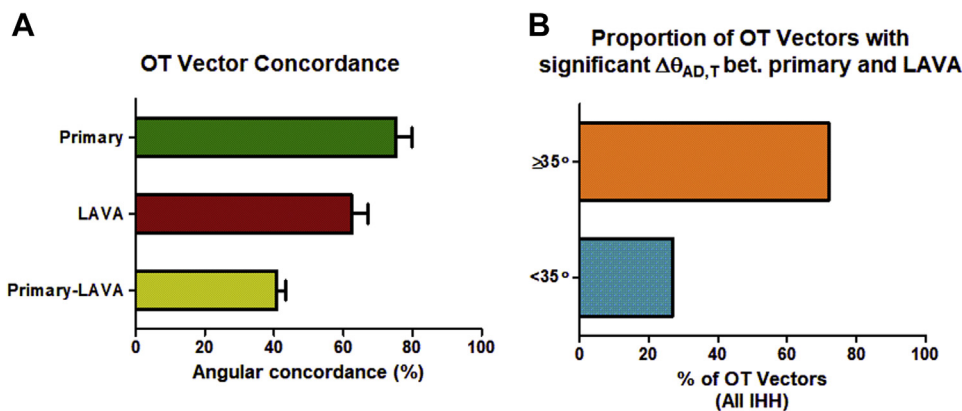 A
OT Vector Concordance
Primary
LAVA
Primary-LAVA
0 20 40 60 80 100
Angular concordance (%)
B
Proportion of OT Vectors with
significant ΔθAD,T bet. primary and LAVA
≥35°
<35°
0 20 40 60 80 100
% of OT Vectors
(All IHH)